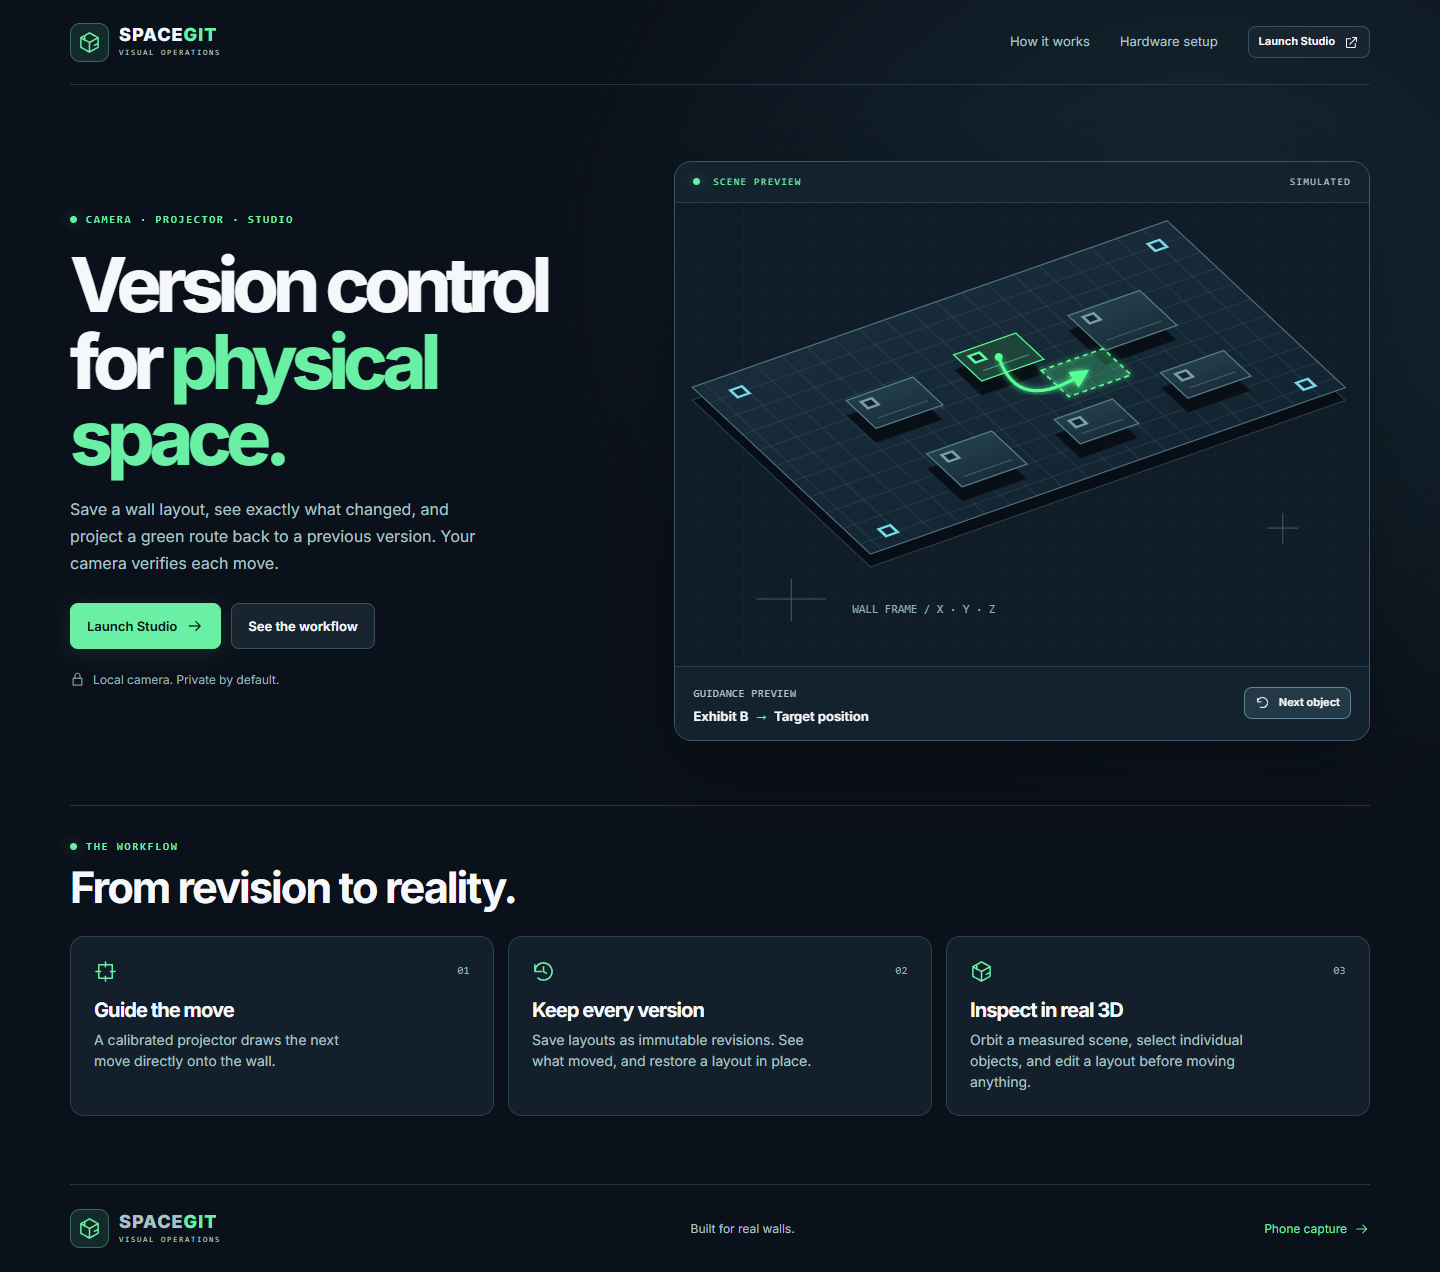 SPACEGIT
VISUAL OPERATIONS
How it works
Hardware setup
Launch Studio
CAMERA · PROJECTOR · STUDIO
Version control
for physical
space.
Save a wall layout, see exactly what changed, and
project a green route back to a previous version. Your
camera verifies each move.
Launch Studio →
See the workflow
Local camera. Private by default.
SCENE PREVIEW
SIMULATED
WALL FRAME / X · Y · Z
GUIDANCE PREVIEW
Exhibit B → Target position
Next object
THE WORKFLOW
From revision to reality.
01
Guide the move
A calibrated projector draws the next
move directly onto the wall.
02
Keep every version
Save layouts as immutable revisions. See
what moved, and restore a layout in place.
03
Inspect in real 3D
Orbit a measured scene, select individual
objects, and edit a layout before moving
anything.
SPACEGIT
VISUAL OPERATIONS
Built for real walls.
Phone capture →